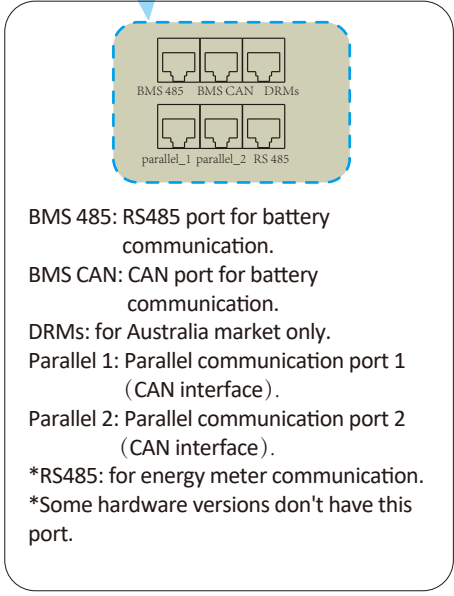 BMS 485 BMS CAN DRMs
parallel_1 parallel_2 RS 485
BMS 485: RS485 port for battery
communication.
BMS CAN: CAN port for battery
communication.
DRMs: for Australia market only.
Parallel 1: Parallel communication port 1
（CAN interface）.
Parallel 2: Parallel communication port 2
（CAN interface）.
*RS485: for energy meter communication.
*Some hardware versions don't have this
port.